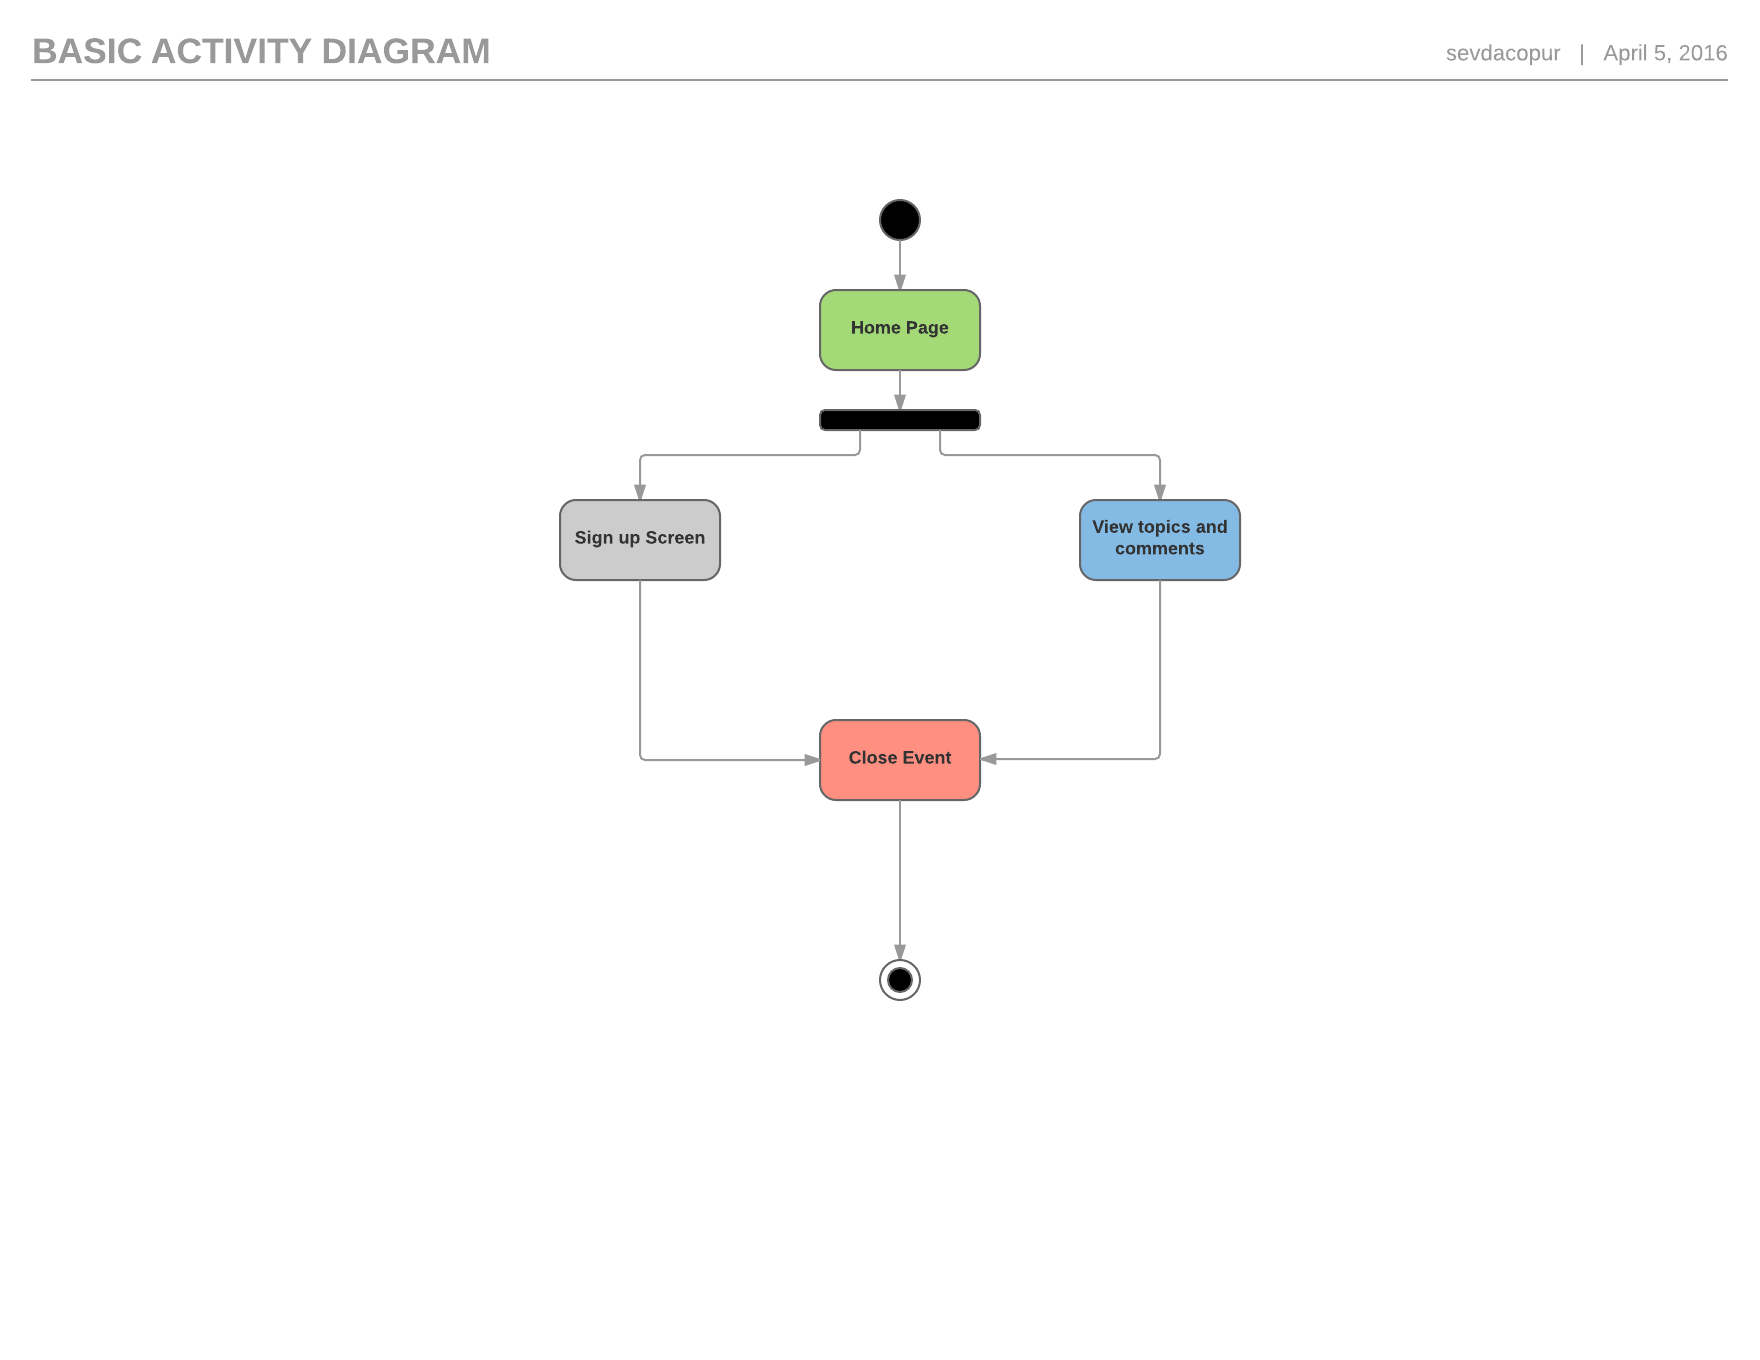 BASIC ACTIVITY DIAGRAM
sevdacopur | April 5, 2016
Home Page
Sign up Screen
View topics and
comments
Close Event